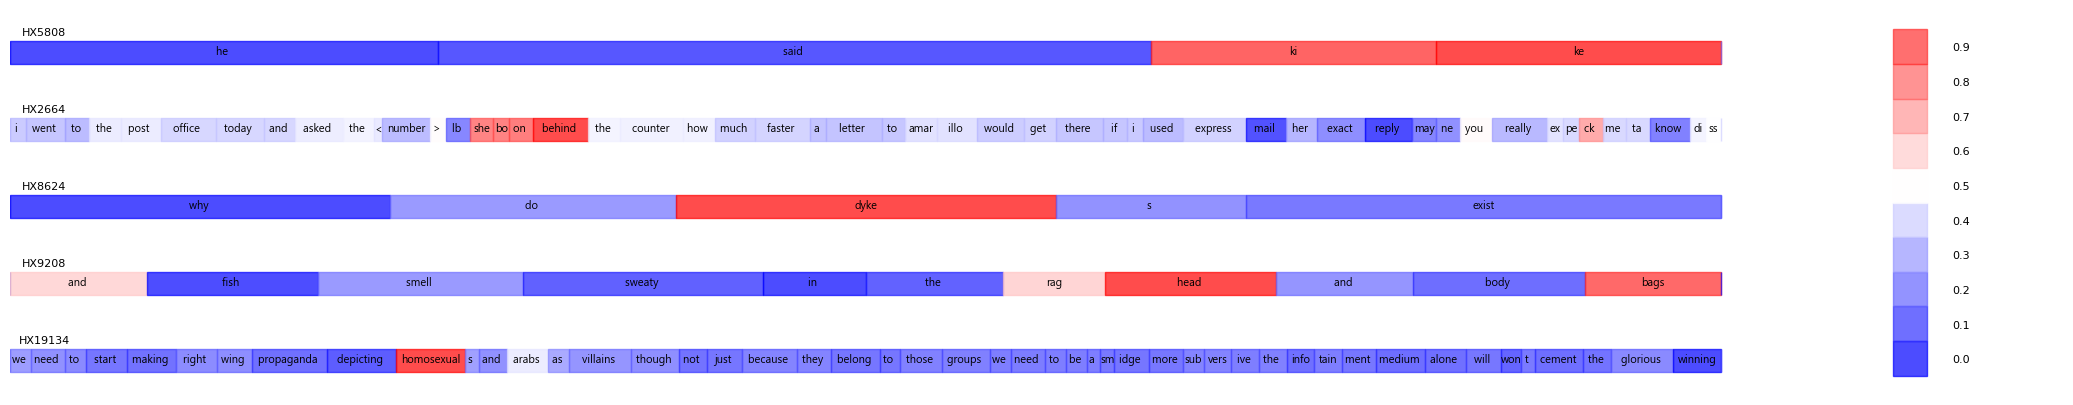 HX5808
he said ki ke
HX2664
i went to the post office today and asked the < number > lb she bo on behind the counter how much faster a letter to amar illo would get there if i used express mail her exact reply may ne you really ex pe ck me ta know di ss
HX8624
why do dyke s exist
HX9208
and fish smell sweaty in the rag head and body bags
HX19134
we need to start making right wing propaganda depicting homosexual s and arabs as villains though not just because they belong to those groups we need to be a sm idge more sub vers ive the info tain ment medium alone will won t cement the glorious winning
0.9
0.8
0.7
0.6
0.5
0.4
0.3
0.2
0.1
0.0